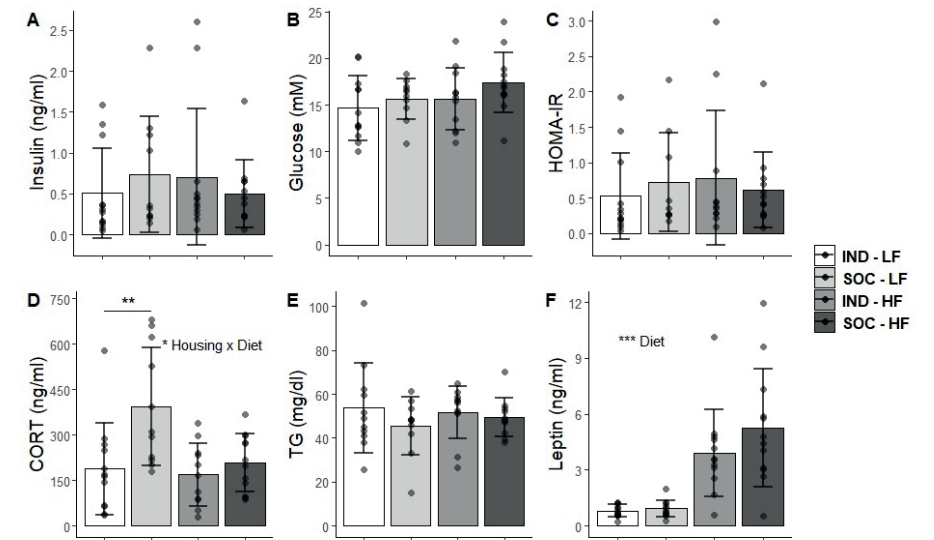 A
Insulin (ng/ml)
2.5
2.0
1.5
1.0
0.5
0.0
B
Glucose (mM)
25
20
15
10
5
0
C
HOMA-IR
3.0
2.5
2.0
1.5
1.0
0.5
0.0
IND - LF
SOC - LF
IND - HF
SOC - HF
D
CORT (ng/ml)
750
600
450
300
150
0
**
* Housing x Diet
E
TG (mg/dl)
100
80
60
40
20
0
F
Leptin (ng/ml)
12
9
6
3
0
*** Diet